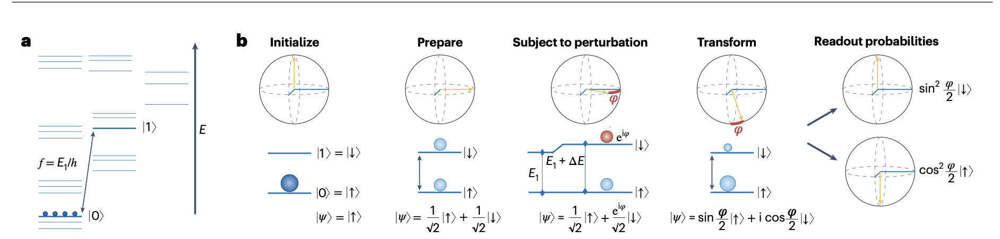 a
|1⟩
E
f = E₁/h
|0⟩
b
Initialize
|1⟩ = |↓⟩
|0⟩ = |↑⟩
|ψ⟩ = |↑⟩
Prepare
|↓⟩
|↑⟩
|ψ⟩ = 1/√2 |↑⟩ + 1/√2 |↓⟩
Subject to perturbation
φ
e^iφ
|↓⟩
E₁ + ΔE
E₁
|↑⟩
|ψ⟩ = 1/√2 |↑⟩ + e^iφ/√2 |↓⟩
Transform
φ
|↓⟩
|↑⟩
|ψ⟩ = sin φ/2 |↑⟩ + i cos φ/2 |↓⟩
Readout probabilities
sin² φ/2 |↓⟩
cos² φ/2 |↑⟩